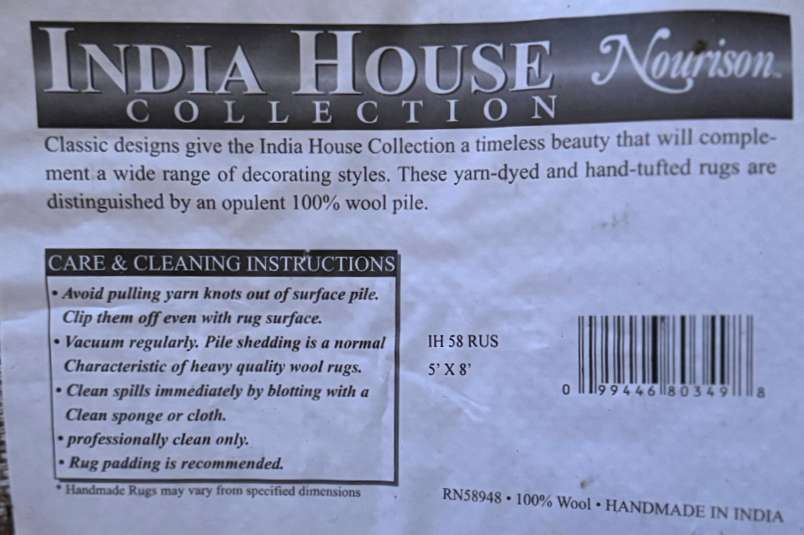 INDIA HOUSE
COLLECTION
Nourison™
Classic designs give the India House Collection a timeless beauty that will comple-
ment a wide range of decorating styles. These yarn-dyed and hand-tufted rugs are
distinguished by an opulent 100% wool pile.
CARE & CLEANING INSTRUCTIONS
• Avoid pulling yarn knots out of surface pile.
Clip them off even with rug surface.
• Vacuum regularly. Pile shedding is a normal
Characteristic of heavy quality wool rugs.
• Clean spills immediately by blotting with a
Clean sponge or cloth.
• professionally clean only.
• Rug padding is recommended.
* Handmade Rugs may vary from specified dimensions
IH 58 RUS
5' X 8'
0 99446 80349 8
RN58948 • 100% Wool • HANDMADE IN INDIA